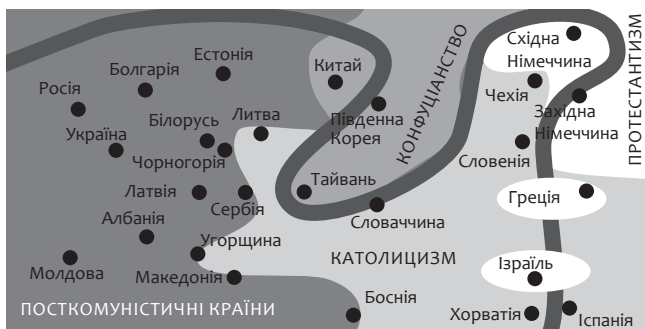 Східна
Німеччина
Естонія
Болгарія
Китай
Росія
Чехія
Західна
Німеччина
ПРОТЕСТАНТИЗМ
КОНФУЦІАНСТВО
Південна
Корея
Білорусь
Литва
Україна
Чорногорія
Словенія
Тайвань
Латвія
Сербія
Греція
Албанія
Словаччина
Угорщина
КАТОЛИЦИЗМ
Ізраїль
Молдова
Македонія
Боснія
ПОСТКОМУНІСТИЧНІ КРАЇНИ
Хорватія
Іспанія